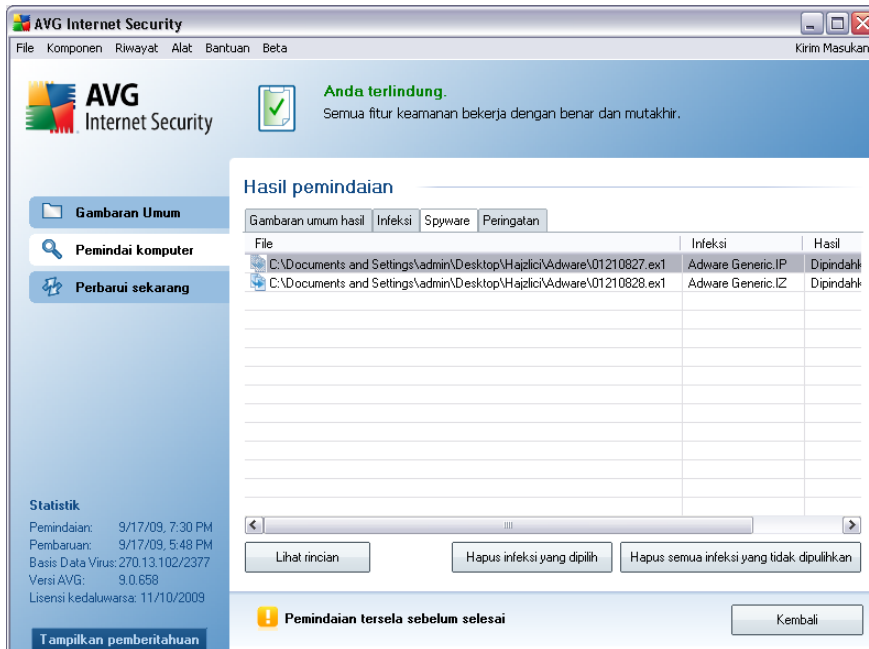 AVG Internet Security
File Komponen Riwayat Alat Bantuan Beta Kirim Masukan
AVG
Internet Security
Anda terlindung.
Semua fitur keamanan bekerja dengan benar dan mutakhir.
Gambaran Umum
Pemindai komputer
Perbarui sekarang
Hasil pemindaian
Gambaran umum hasil Infeksi Spyware Peringatan
File Infeksi Hasil
C:\Documents and Settings\admin\Desktop\Hajzlici\Adware\01210827.ex1 Adware Generic.IP Dipindahk
C:\Documents and Settings\admin\Desktop\Hajzlici\Adware\01210828.ex1 Adware Generic.IZ Dipindahk
Statistik
Pemindaian: 9/17/09, 7:30 PM
Pembaruan: 9/17/09, 5:48 PM
Basis Data Virus: 270.13.102/2377
Versi AVG: 9.0.658
Lisensi kedaluwarsa: 11/10/2009
Tampilkan pemberitahuan
Lihat rincian Hapus infeksi yang dipilih Hapus semua infeksi yang tidak dipulihkan
Pemindaian tersela sebelum selesai Kembali